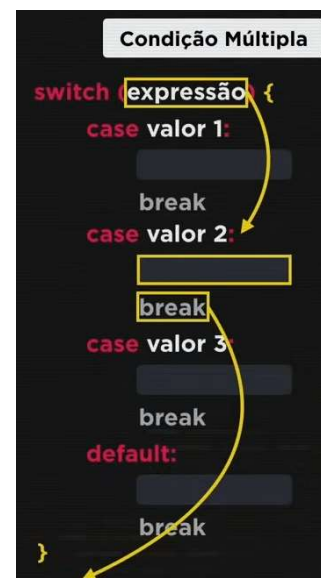 Condição Múltipla
switch (expressão) {
case valor 1:
break
case valor 2:
break
case valor 3:
break
default:
break
}